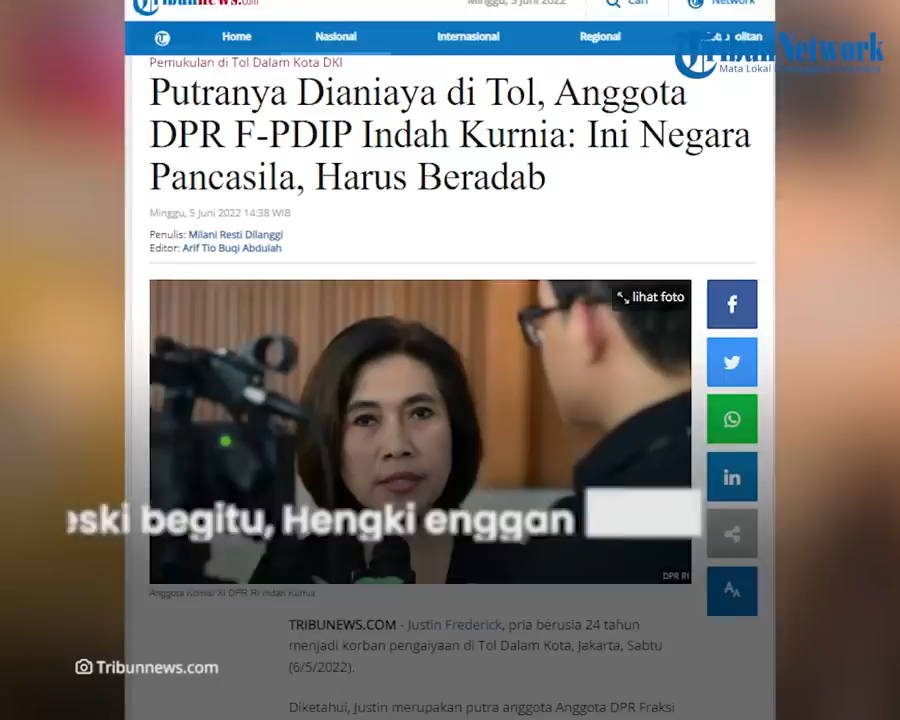 Tribunnews.com
Minggu, 5 Juni 2022
Cari
Network
Home
Nasional
Internasional
Regional
TribunNetwork
Mata Lokal
Pemukulan di Tol Dalam Kota DKI
Putranya Dianiaya di Tol, Anggota
DPR F-PDIP Indah Kurnia: Ini Negara
Pancasila, Harus Beradab
Minggu, 5 Juni 2022 14:38 WIB
Penulis: Milani Resti Dilanggi
Editor: Arif Tio Buqi Abdulah
lihat foto
eski begitu, Hengki enggan
DPR RI
Anggota Komisi XI DPR RI Indah Kurnia
TRIBUNNEWS.COM - Justin Frederick, pria berusia 24 tahun
menjadi korban pengaiyaan di Tol Dalam Kota, Jakarta, Sabtu
(6/5/2022).
Tribunnews.com
Diketahui, Justin merupakan putra anggota Anggota DPR Fraksi